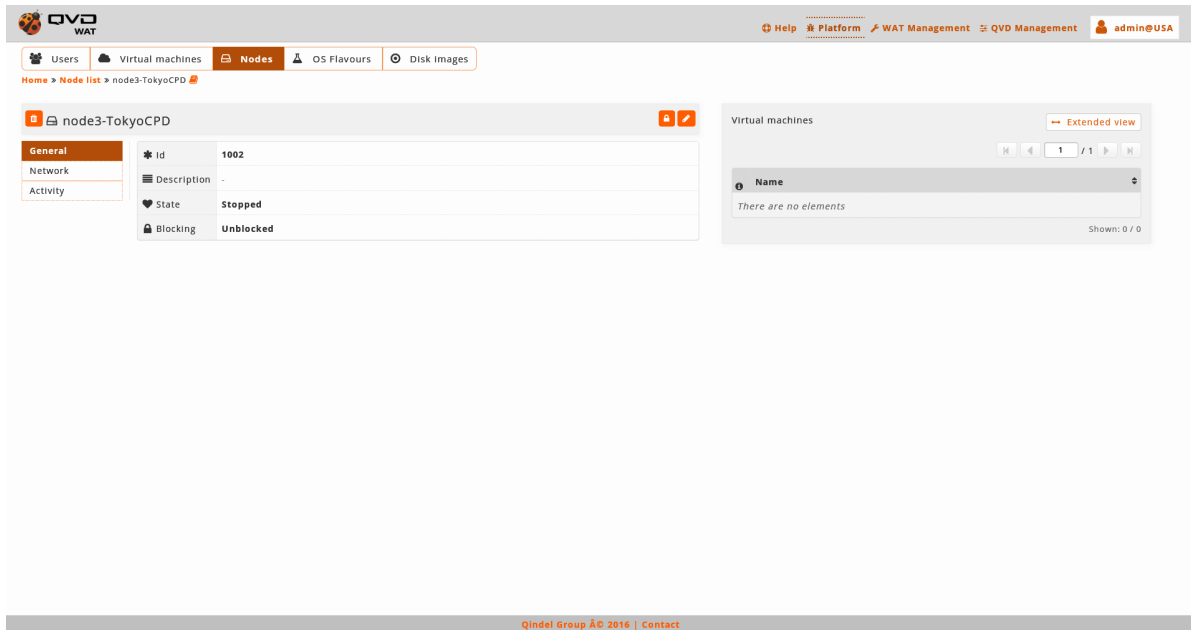 QVD
WAT
Help Platform WAT Management QVD Management admin@USA
Users Virtual machines Nodes OS Flavours Disk images
Home » Node list » node3-TokyoCPD
node3-TokyoCPD
General
Network
Activity
Id 1002
Description -
State Stopped
Blocking Unblocked
Virtual machines
Extended view
1 / 1
Name
There are no elements
Shown: 0 / 0
Qindel Group Â© 2016 | Contact